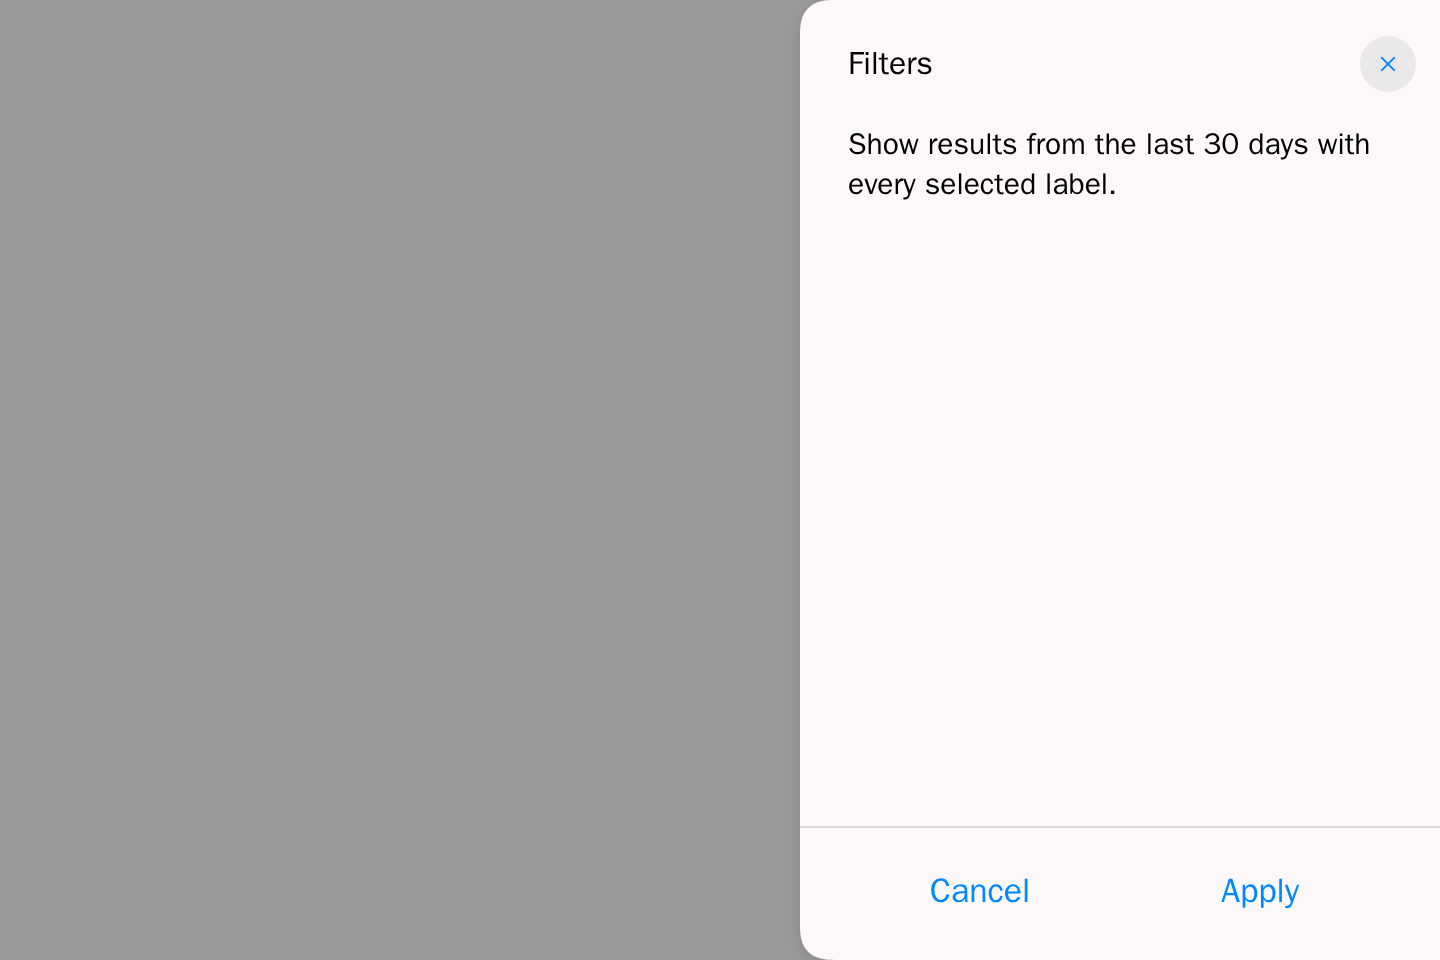 Filters
Show results from the last 30 days with
every selected label.
Cancel
Apply